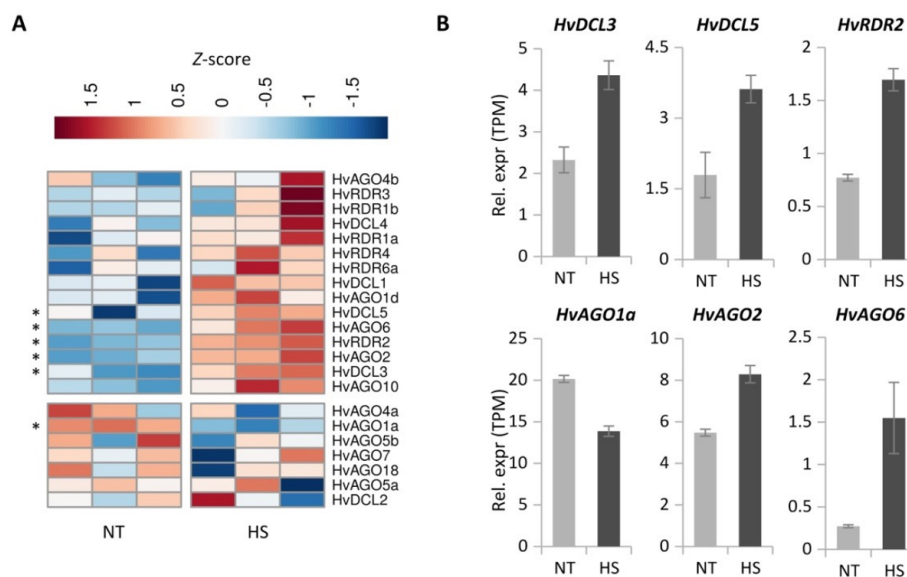 A
Z-score
1.5
1
0.5
0
-0.5
-1
-1.5
HvAGO4b
HvRDR3
HvRDR1b
HvDCL4
HvRDR1a
HvRDR4
HvRDR6a
HvDCL1
HvAGO1d
* HvDCL5
* HvAGO6
* HvRDR2
* HvAGO2
* HvDCL3
HvAGO10
HvAGO4a
* HvAGO1a
HvAGO5b
HvAGO7
HvAGO18
HvAGO5a
HvDCL2
NT HS
B
HvDCL3
Rel. expr (TPM)
5
4
3
2
1
0
NT HS
HvDCL5
4.5
3
1.5
0
NT HS
HvRDR2
2
1.5
1
0.5
0
NT HS
HvAGO1a
Rel. expr (TPM)
25
20
15
10
5
0
NT HS
HvAGO2
10
8
6
4
2
0
NT HS
HvAGO6
2.5
2
1.5
1
0.5
0
NT HS